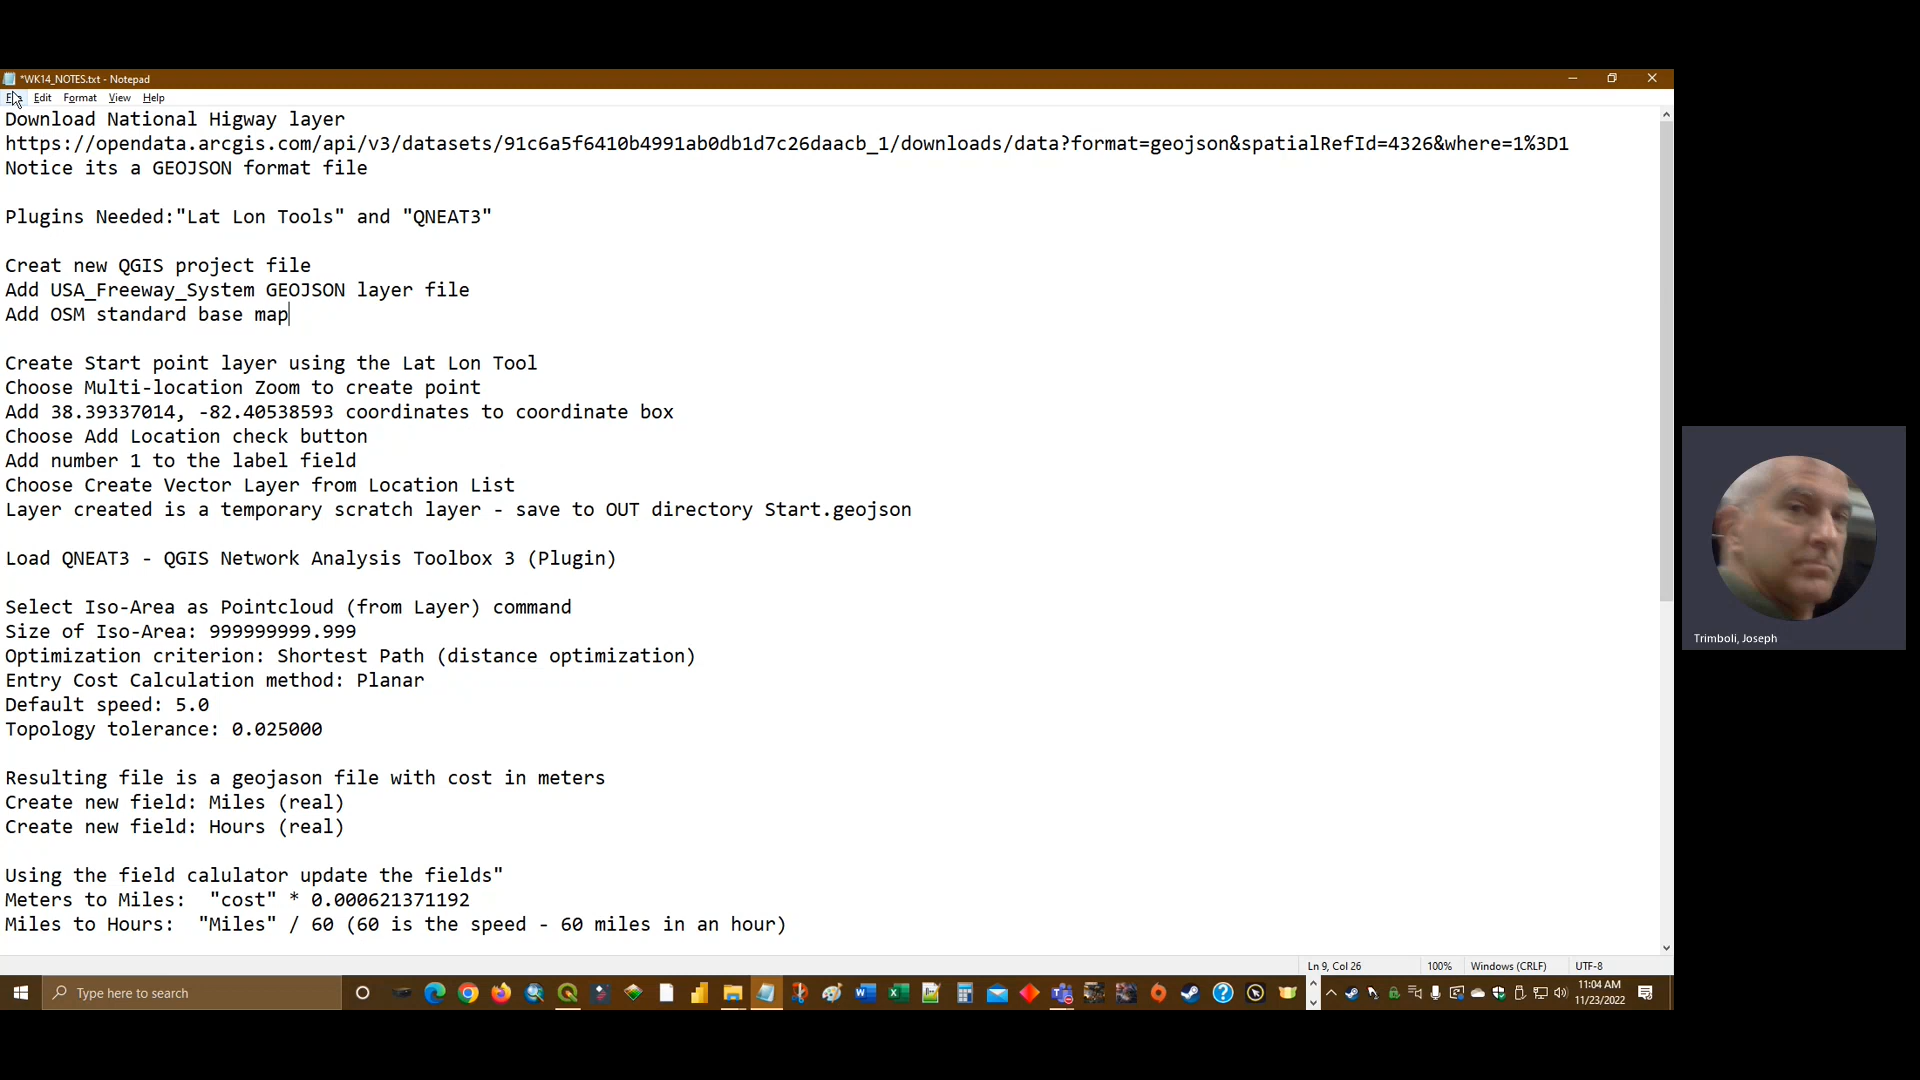 *WK14_NOTES.txt - Notepad
File Edit Format View Help
Download National Higway layer
https://opendata.arcgis.com/api/v3/datasets/91c6a5f6410b4991ab0db1d7c26daacb_1/downloads/data?format=geojson&spatialRefId=4326&where=1%3D1
Notice its a GEOJSON format file
Plugins Needed:"Lat Lon Tools" and "QNEAT3"
Creat new QGIS project file
Add USA_Freeway_System GEOJSON layer file
Add OSM standard base map
Create Start point layer using the Lat Lon Tool
Choose Multi-location Zoom to create point
Add 38.39337014, -82.40538593 coordinates to coordinate box
Choose Add Location check button
Add number 1 to the label field
Choose Create Vector Layer from Location List
Layer created is a temporary scratch layer - save to OUT directory Start.geojson
Load QNEAT3 - QGIS Network Analysis Toolbox 3 (Plugin)
Select Iso-Area as Pointcloud (from Layer) command
Size of Iso-Area: 999999999.999
Optimization criterion: Shortest Path (distance optimization)
Entry Cost Calculation method: Planar
Default speed: 5.0
Topology tolerance: 0.025000
Resulting file is a geojason file with cost in meters
Create new field: Miles (real)
Create new field: Hours (real)
Using the field calulator update the fields"
Meters to Miles:  "cost" * 0.000621371192
Miles to Hours:  "Miles" / 60 (60 is the speed - 60 miles in an hour)
Trimboli, Joseph
Ln 9, Col 26 100% Windows (CRLF) UTF-8
Type here to search
11:04 AM
11/23/2022